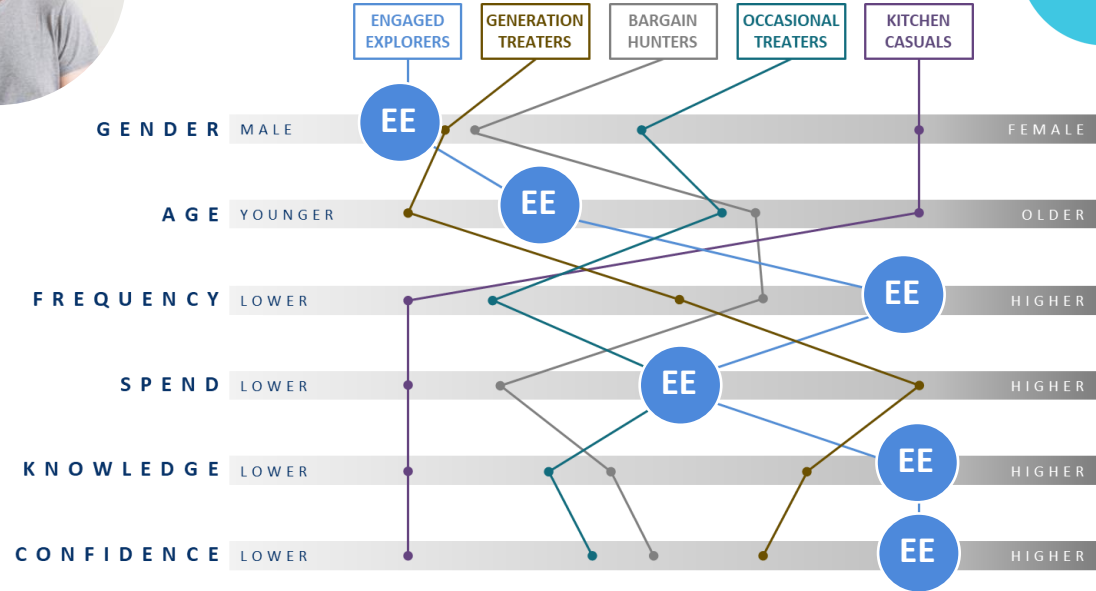 ENGAGED
EXPLORERS
GENERATION
TREATERS
BARGAIN
HUNTERS
OCCASIONAL
TREATERS
KITCHEN
CASUALS
GENDER MALE EE FEMALE
AGE YOUNGER EE OLDER
FREQUENCY LOWER EE HIGHER
SPEND LOWER EE HIGHER
KNOWLEDGE LOWER EE HIGHER
CONFIDENCE LOWER EE HIGHER